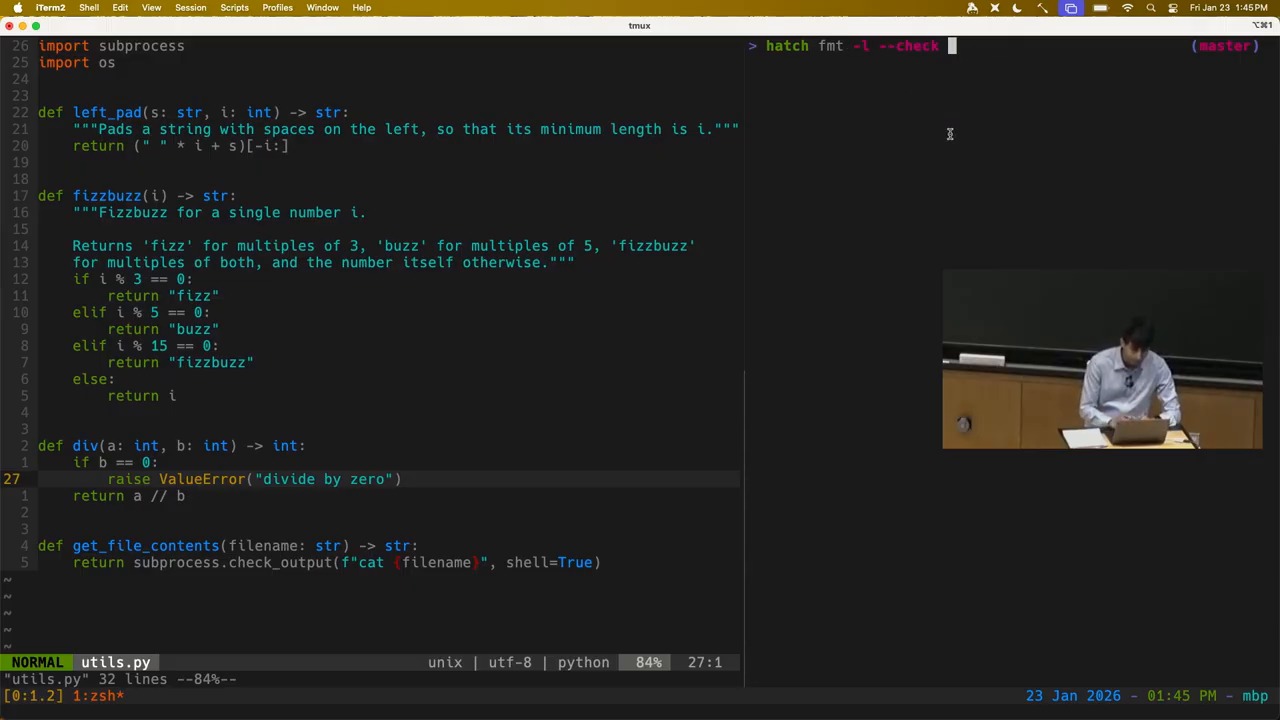 iTerm2 Shell Edit View Session Scripts Profiles Window Help Fri Jan 23 1:45 PM
tmux ⌥⌘1
26 import subprocess
25 import os
24
23
22 def left_pad(s: str, i: int) -> str:
21     """Pads a string with spaces on the left, so that its minimum length is i."""
20     return (" " * i + s)[-i:]
19
18
17 def fizzbuzz(i) -> str:
16     """Fizzbuzz for a single number i.
15
14     Returns 'fizz' for multiples of 3, 'buzz' for multiples of 5, 'fizzbuzz'
13     for multiples of both, and the number itself otherwise."""
12     if i % 3 == 0:
11         return "fizz"
10     elif i % 5 == 0:
9         return "buzz"
8     elif i % 15 == 0:
7         return "fizzbuzz"
6     else:
5         return i
4
3
2 def div(a: int, b: int) -> int:
1     if b == 0:
27         raise ValueError("divide by zero")
1     return a // b
2
3
4 def get_file_contents(filename: str) -> str:
5     return subprocess.check_output(f"cat {filename}", shell=True)
~
~
~
~
~
NORMAL utils.py unix | utf-8 | python 84% 27:1
"utils.py" 32 lines --84%--
> hatch fmt -l --check (master)
[0:1.2] 1:zsh* 23 Jan 2026 - 01:45 PM - mbp